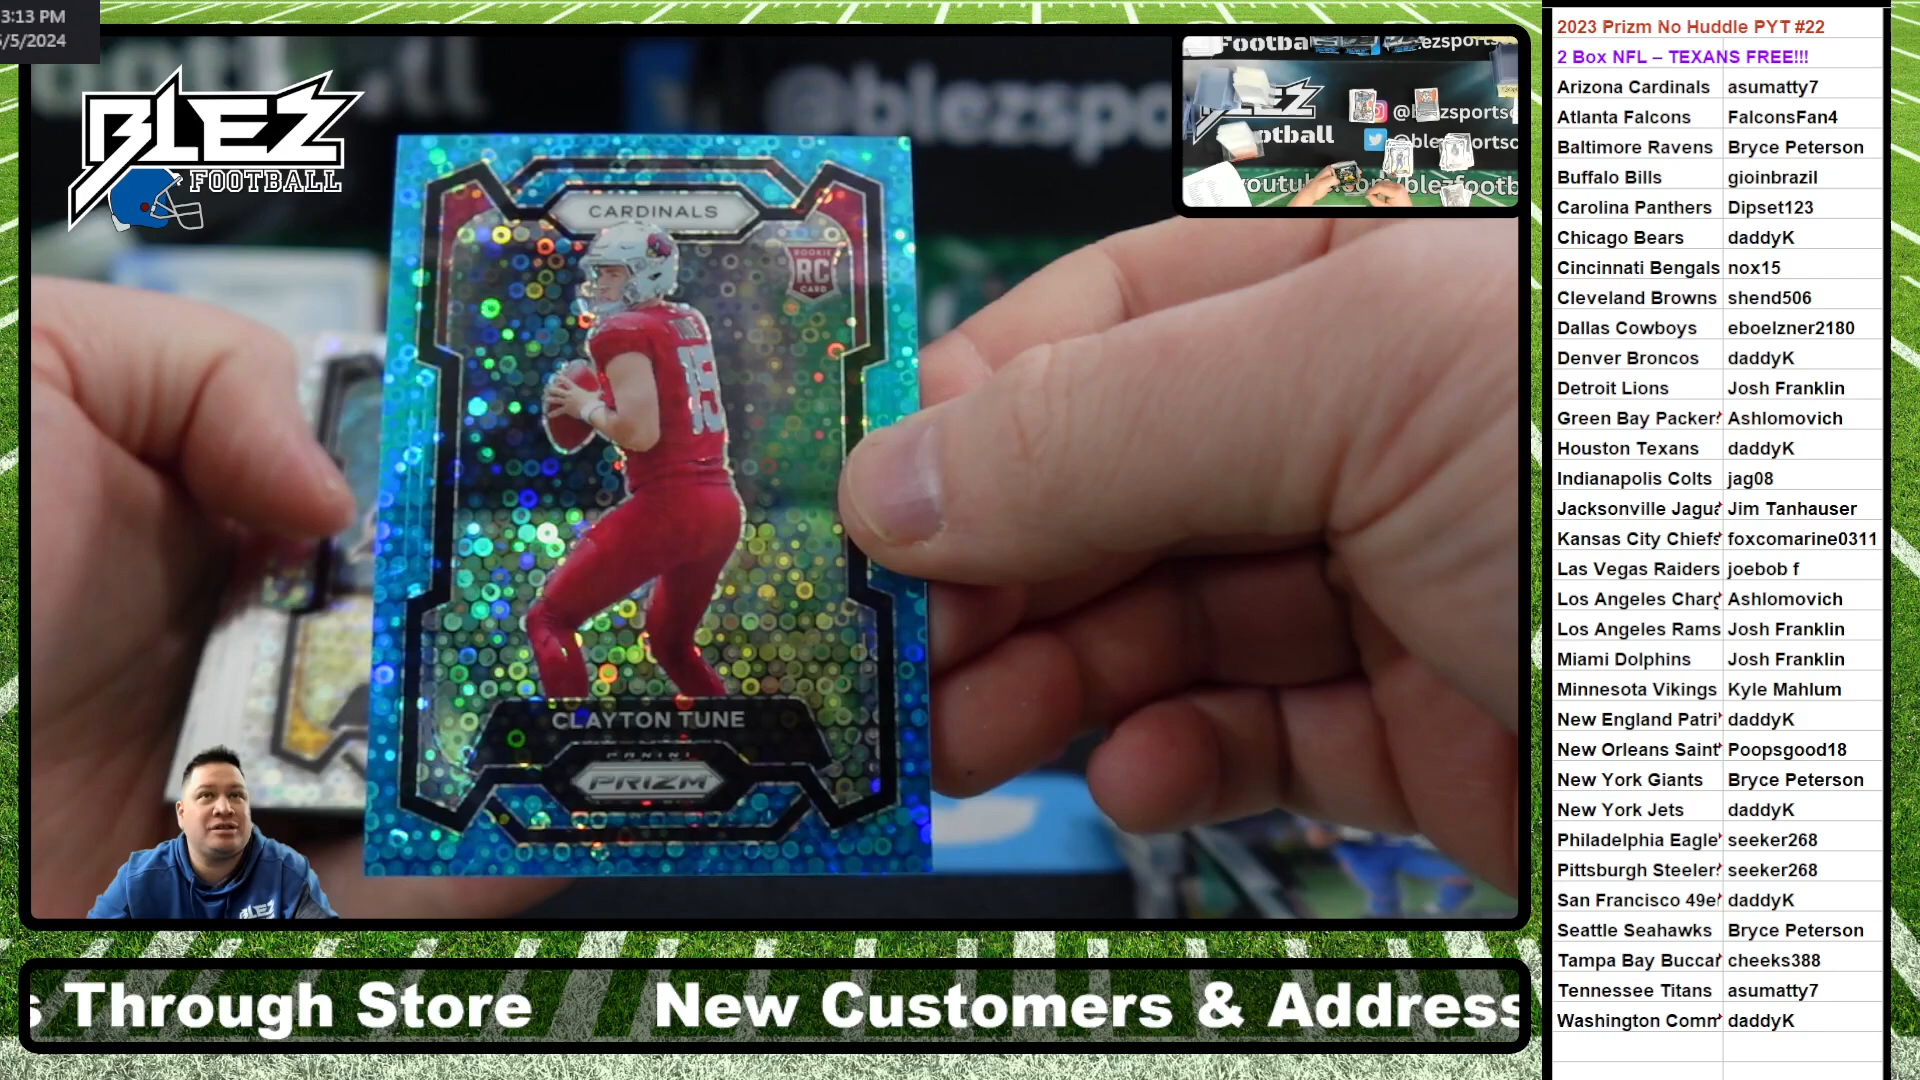 3:13 PM
/5/2024
BLEZ
FOOTBALL
CARDINALS
ROOKIE
RC
CARD
15
CLAYTON TUNE
PANINI
PRIZM
@blezspo
BLEZ
@blezsportsc
Through Store New Customers & Address
2023 Prizm No Huddle PYT #22
2 Box NFL – TEXANS FREE!!!
Arizona Cardinals asumatty7
Atlanta Falcons FalconsFan4
Baltimore Ravens Bryce Peterson
Buffalo Bills gioinbrazil
Carolina Panthers Dipset123
Chicago Bears daddyK
Cincinnati Bengals nox15
Cleveland Browns shend506
Dallas Cowboys eboelzner2180
Denver Broncos daddyK
Detroit Lions Josh Franklin
Green Bay Packer Ashlomovich
Houston Texans daddyK
Indianapolis Colts jag08
Jacksonville Jagua Jim Tanhauser
Kansas City Chiefs foxcomarine0311
Las Vegas Raiders joebob f
Los Angeles Charg Ashlomovich
Los Angeles Rams Josh Franklin
Miami Dolphins Josh Franklin
Minnesota Vikings Kyle Mahlum
New England Patri daddyK
New Orleans Saint Poopsgood18
New York Giants Bryce Peterson
New York Jets daddyK
Philadelphia Eagle seeker268
Pittsburgh Steeler seeker268
San Francisco 49e daddyK
Seattle Seahawks Bryce Peterson
Tampa Bay Buccar cheeks388
Tennessee Titans asumatty7
Washington Comm daddyK